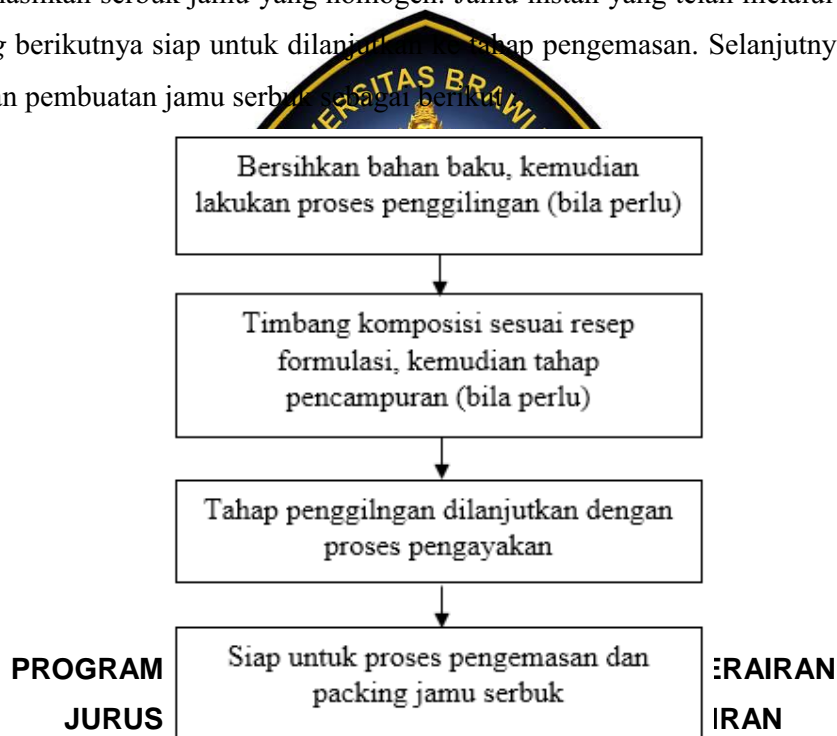 serbuk jamu yang homogen. Jamu instan yang telah melalui
berikutnya siap untuk dilanjutkan ke tahap pengemasan. Selanjutny
pembuatan jamu serbuk sebagai berikut
SITAS BRAWI
Bersihkan bahan baku, kemudian
lakukan proses penggilingan (bila perlu)
Timbang komposisi sesuai resep
formulasi, kemudian tahap
pencampuran (bila perlu)
Tahap penggilngan dilanjutkan dengan
proses pengayakan
Siap untuk proses pengemasan dan
packing jamu serbuk
PROGRAM ERAIRAN
JURUS IRAN